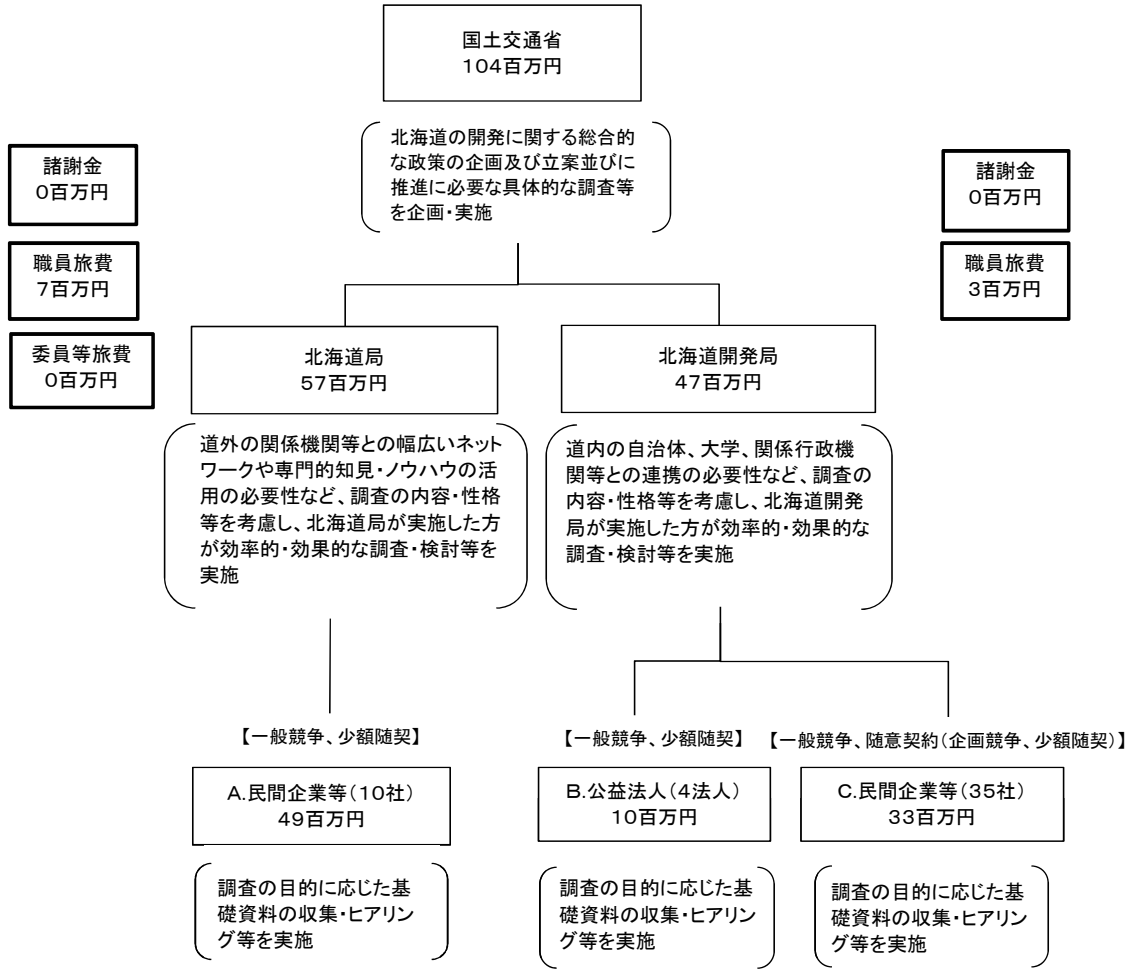 国土交通省
104百万円
北海道の開発に関する総合的
な政策の企画及び立案並びに
推進に必要な具体的な調査等
を企画・実施
諸謝金
0百万円
職員旅費
7百万円
委員等旅費
0百万円
諸謝金
0百万円
職員旅費
3百万円
北海道局
57百万円
北海道開発局
47百万円
道外の関係機関等との幅広いネット
ワークや専門的知見・ノウハウの活
用の必要性など、調査の内容・性格
等を考慮し、北海道局が実施した方
が効率的・効果的な調査・検討等を
実施
道内の自治体、大学、関係行政機
関等との連携の必要性など、調査の
内容・性格等を考慮し、北海道開発
局が実施した方が効率的・効果的な
調査・検討等を実施
【一般競争、少額随契】
【一般競争、少額随契】
【一般競争、随意契約(企画競争、少額随契)】
A.民間企業等(10社)
49百万円
B.公益法人(4法人)
10百万円
C.民間企業等(35社)
33百万円
調査の目的に応じた基
礎資料の収集・ヒアリン
グ等を実施
調査の目的に応じた基
礎資料の収集・ヒアリン
グ等を実施
調査の目的に応じた基
礎資料の収集・ヒアリン
グ等を実施